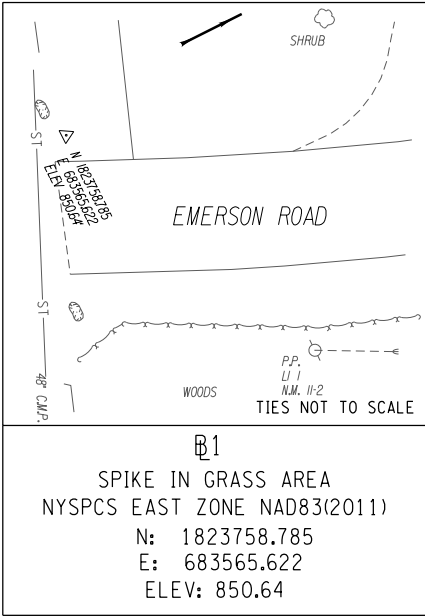 SHRUB
ST
N 1823758.785
E 683565.622
ELEV 850.64'
EMERSON ROAD
ST
48" C.M.P.
WOODS
P.P.
LI 1
N.M. 11-2
TIES NOT TO SCALE
BL1
SPIKE IN GRASS AREA
NYSPCS EAST ZONE NAD83(2011)
N: 1823758.785
E: 683565.622
ELEV: 850.64